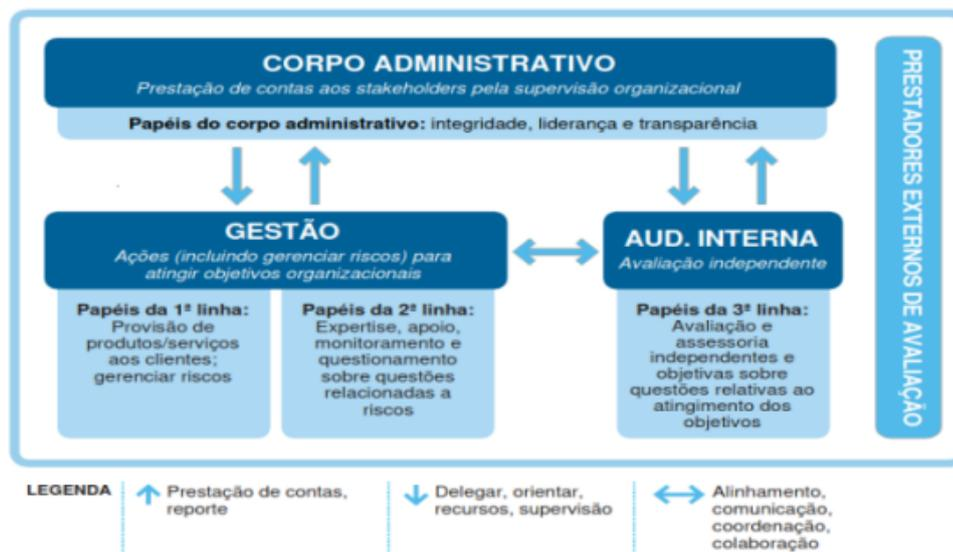 CORPO ADMINISTRATIVO
Prestação de contas aos stakeholders pela supervisão organizacional
Papéis do corpo administrativo: integridade, liderança e transparência
GESTÃO
Ações (incluindo gerenciar riscos) para
atingir objetivos organizacionais
Papéis da 1ª linha:
Provisão de
produtos/serviços
aos clientes;
gerenciar riscos
Papéis da 2ª linha:
Expertise, apoio,
monitoramento e
questionamento
sobre questões
relacionadas a
riscos
AUD. INTERNA
Avaliação independente
Papéis da 3ª linha:
Avaliação e
assessoria
independentes e
objetivas sobre
questões relativas ao
atingimento dos
objetivos
PRESTADORES EXTERNOS DE AVALIAÇÃO
LEGENDA
Prestação de contas,
reporte
Delegar, orientar,
recursos, supervisão
Alinhamento,
comunicação,
coordenação,
colaboração